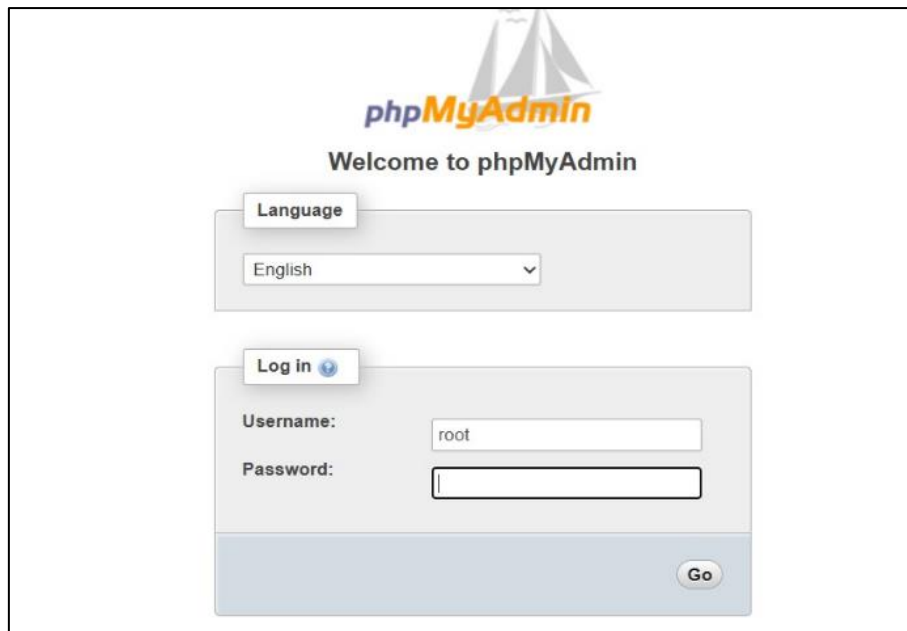 phpMyAdmin
Welcome to phpMyAdmin
Language
English
Log in
Username:
root
Password:
Go